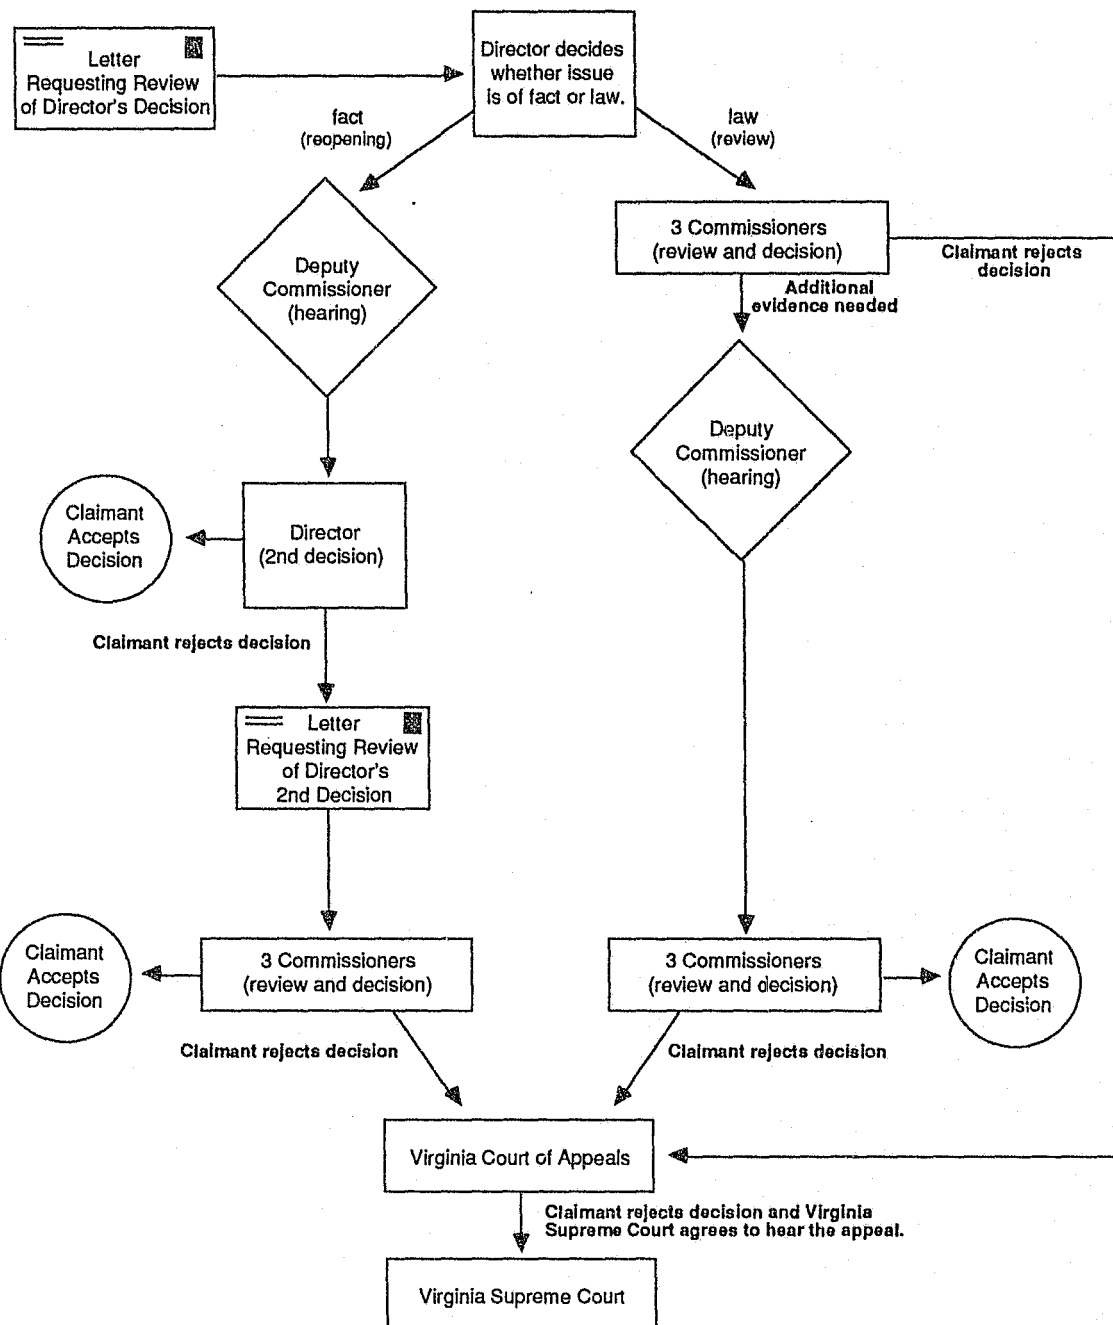 Letter
Requesting Review
of Director's Decision
Director decides
whether issue
is of fact or law.
fact
(reopening)
law
(review)
Deputy
Commissioner
(hearing)
3 Commissioners
(review and decision)
Claimant rejects
decision
Additional
evidence needed
Deputy
Commissioner
(hearing)
Claimant
Accepts
Decision
Director
(2nd decision)
Claimant rejects decision
Letter
Requesting Review
of Director's
2nd Decision
Claimant
Accepts
Decision
3 Commissioners
(review and decision)
3 Commissioners
(review and decision)
Claimant
Accepts
Decision
Claimant rejects decision
Claimant rejects decision
Virginia Court of Appeals
Claimant rejects decision and Virginia
Supreme Court agrees to hear the appeal.
Virginia Supreme Court